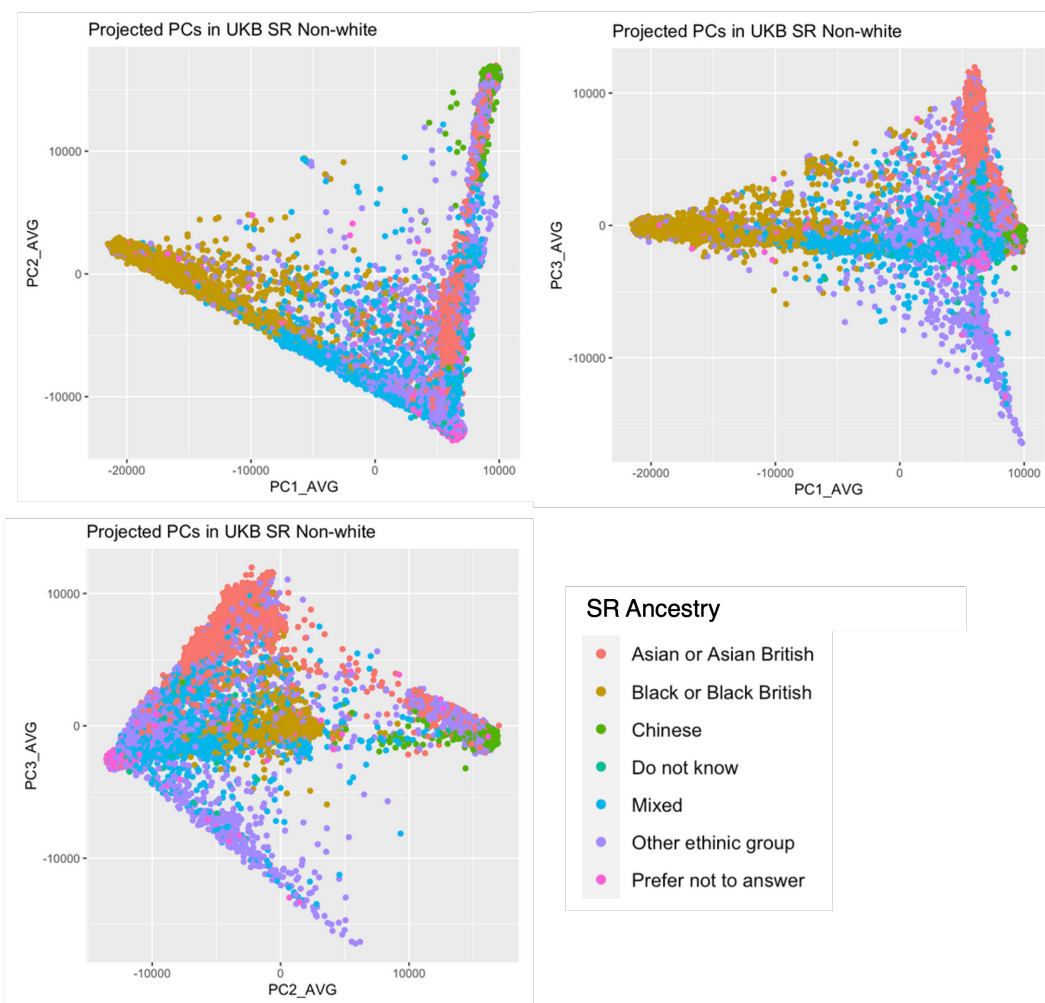 Projected PCs in UKB SR Non-white
10000
0
-10000
PC2_AVG
-20000 -10000 0 10000
PC1_AVG
Projected PCs in UKB SR Non-white
10000
0
-10000
PC3_AVG
-20000 -10000 0 10000
PC1_AVG
Projected PCs in UKB SR Non-white
10000
0
-10000
PC3_AVG
-10000 0 10000
PC2_AVG
SR Ancestry
Asian or Asian British
Black or Black British
Chinese
Do not know
Mixed
Other ethinic group
Prefer not to answer